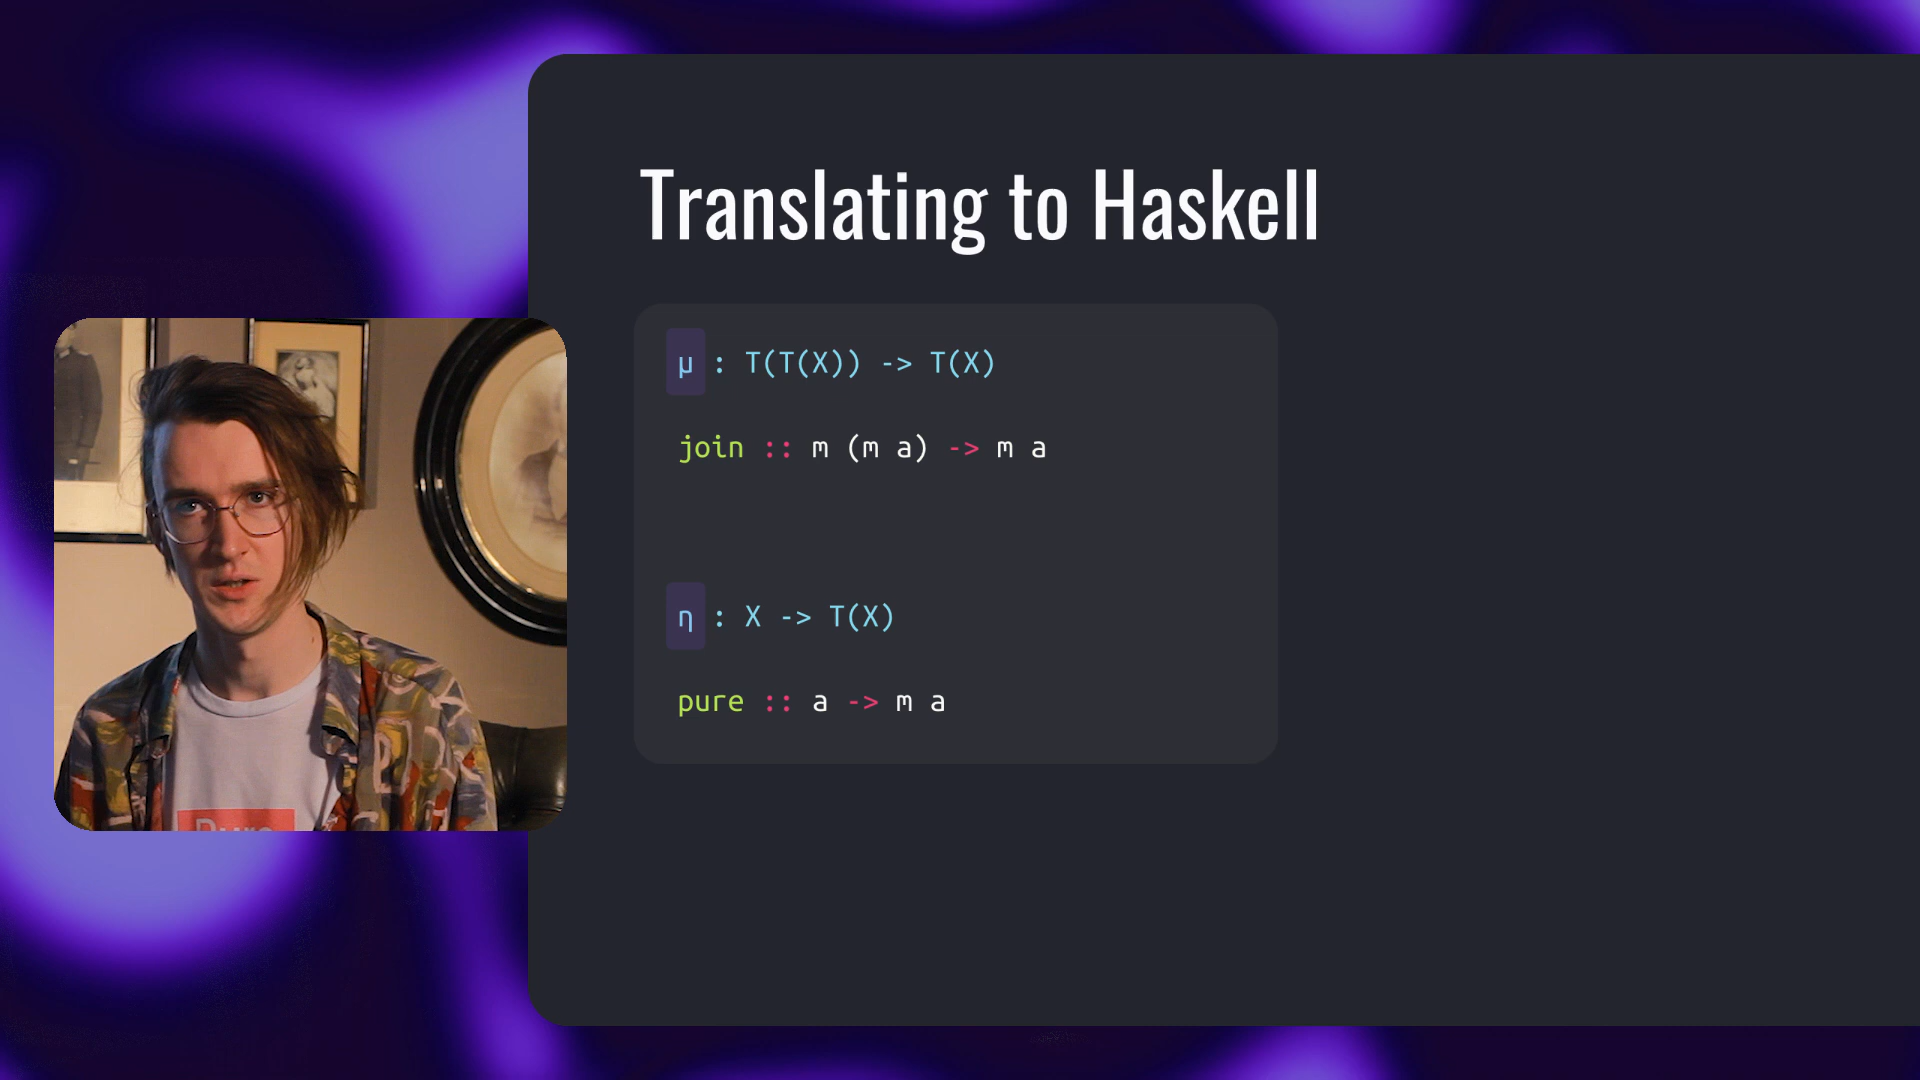 Translating to Haskell
μ : T(T(X)) -> T(X)
join :: m (m a) -> m a
η : X -> T(X)
pure :: a -> m a